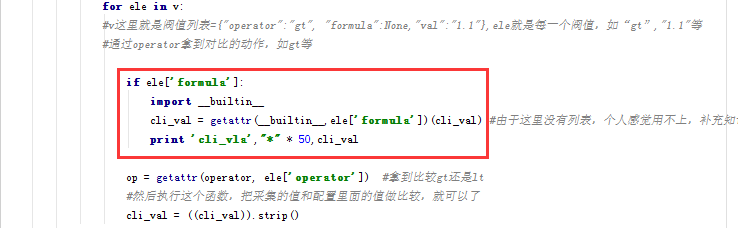 for ele in v:
#v这里就是阀值列表={"operator":"gt", "formula":None,"val":"1.1"},ele就是每一个阀值，如“gt”,"1.1"等
#通过operator拿到对比的动作，如gt等
if ele['formula']:
import __builtin__
cli_val = getattr(__builtin__,ele['formula'])(cli_val) #由于这里没有列表，个人感觉用不上，补充知
print 'cli_vla',"*" * 50,cli_val
op = getattr(operator, ele['operator']) #拿到比较gt还是lt
#然后执行这个函数，把采集的值和配置里面的值做比较，就可以了
cli_val = ((cli_val)).strip()